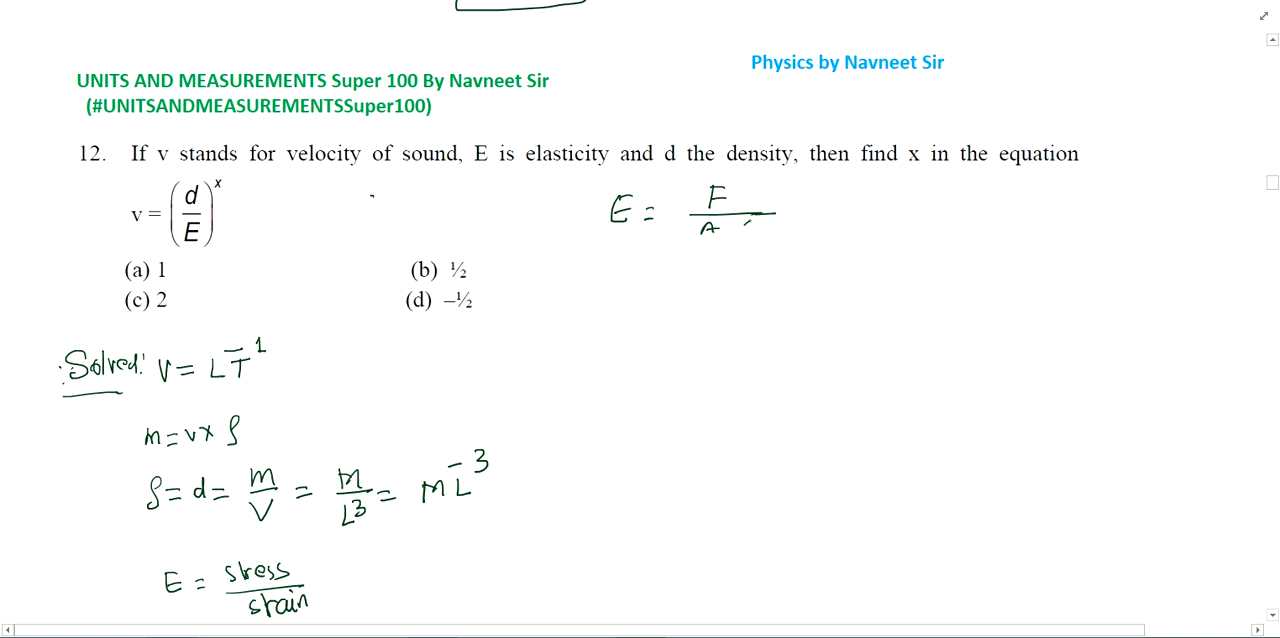 Physics by Navneet Sir
UNITS AND MEASUREMENTS Super 100 By Navneet Sir
(#UNITSANDMEASUREMENTSSuper100)
12. If v stands for velocity of sound, E is elasticity and d the density, then find x in the equation
v = (d/E)^x
E = F/A
(a) 1 (b) ½
(c) 2 (d) –½
Solved: V = LT^-1
m = v × ρ
ρ = d = m/V = M/L^3 = ML^-3
E = stress/strain